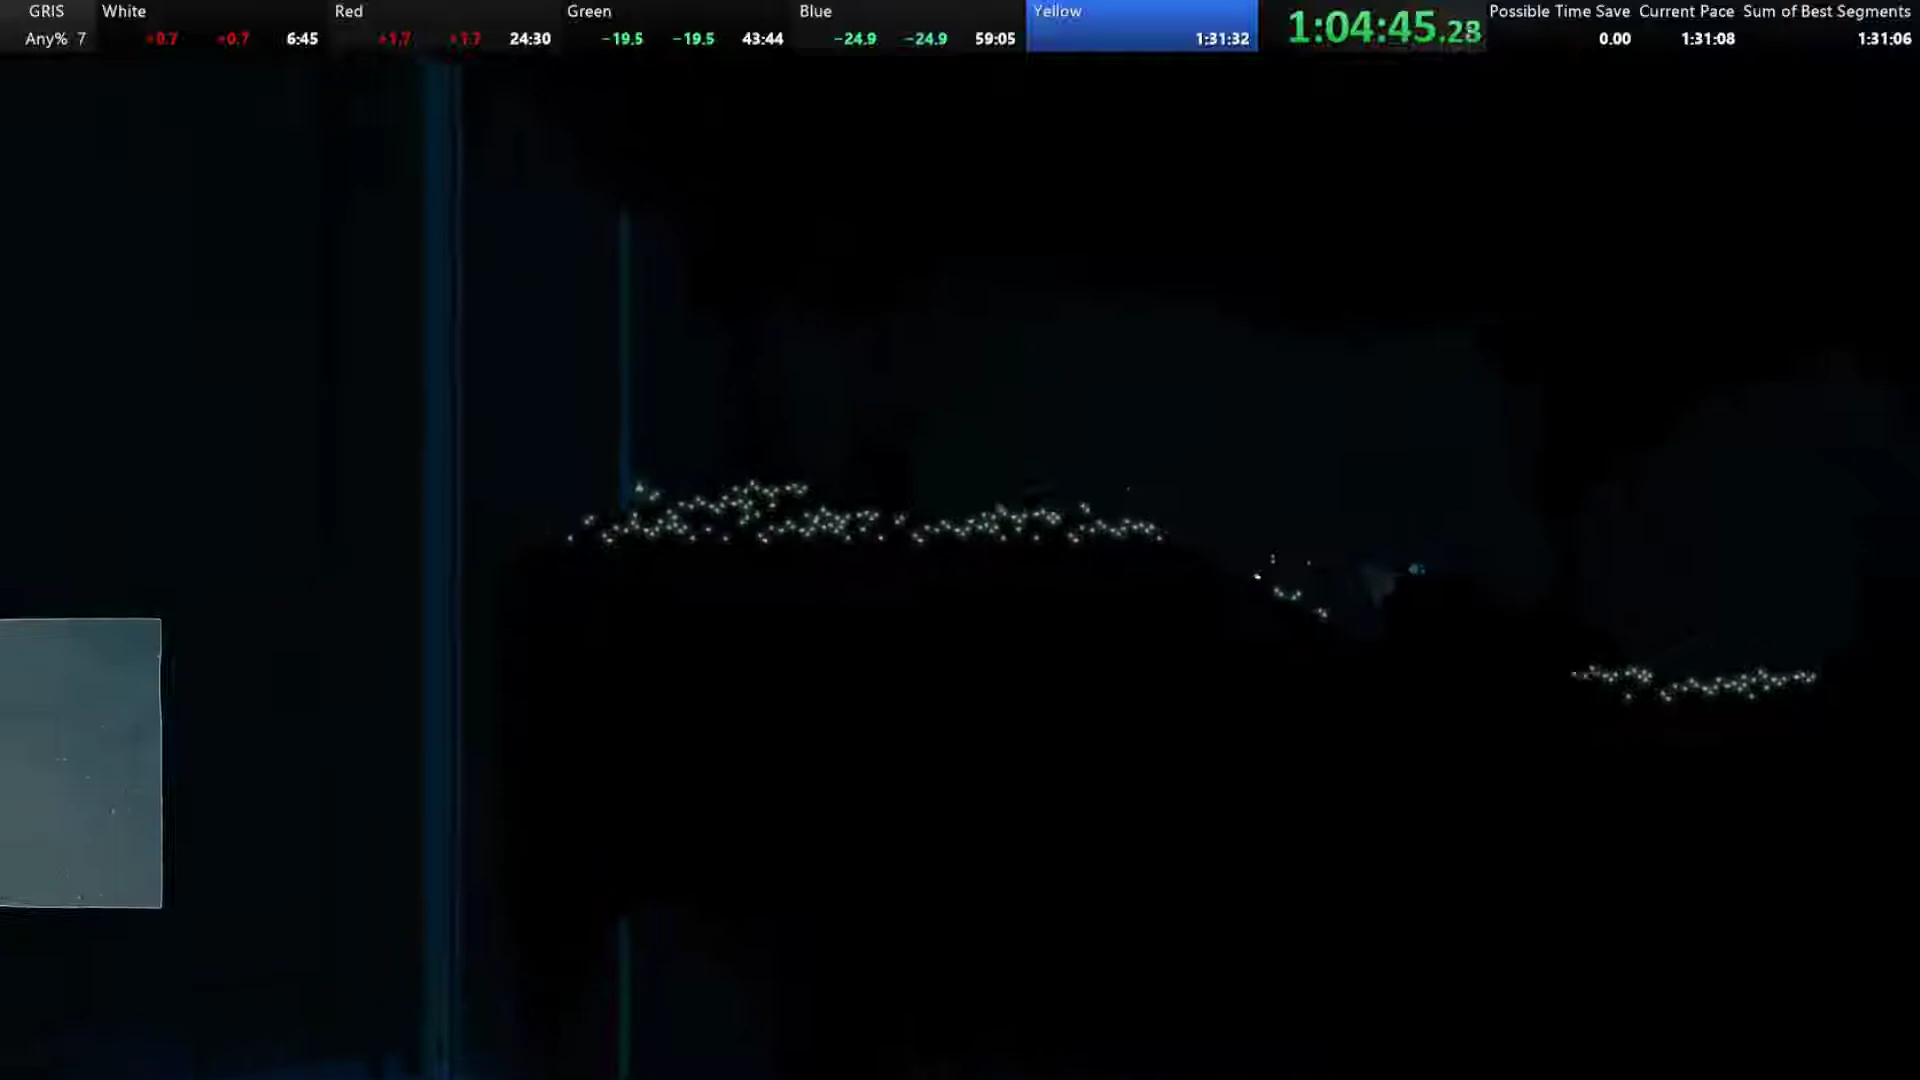 GRIS White Red Green Blue Yellow 1:04:45.28 Possible Time Save Current Pace Sum of Best Segments
Any% 7 +0.7 +0.7 6:45 +1.7 +1.7 24:30 −19.5 −19.5 43:44 −24.9 −24.9 59:05 1:31:32 0.00 1:31:08 1:31:06